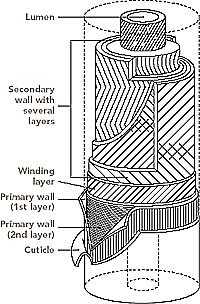 Lumen
Secondary
wall with
several
layers
Winding
layer
Primary wall
(1st layer)
Primary wall
(2nd layer)
Cuticle